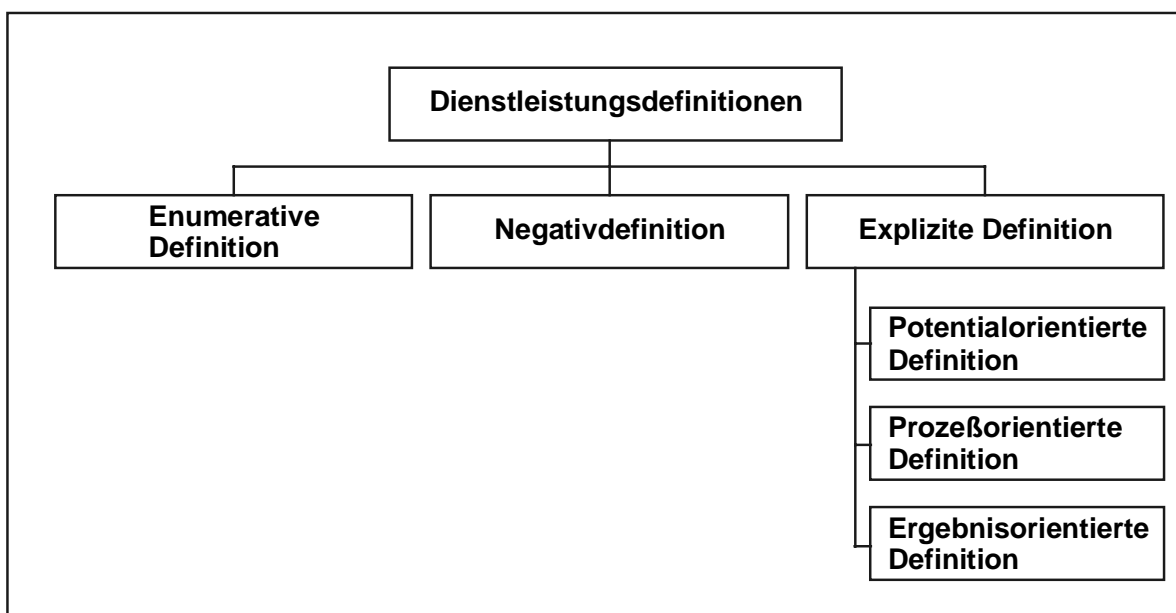 Dienstleistungsdefinitionen
Enumerative
Definition
Negativdefinition
Explizite Definition
Potentialorientierte
Definition
Prozeßorientierte
Definition
Ergebnisorientierte
Definition